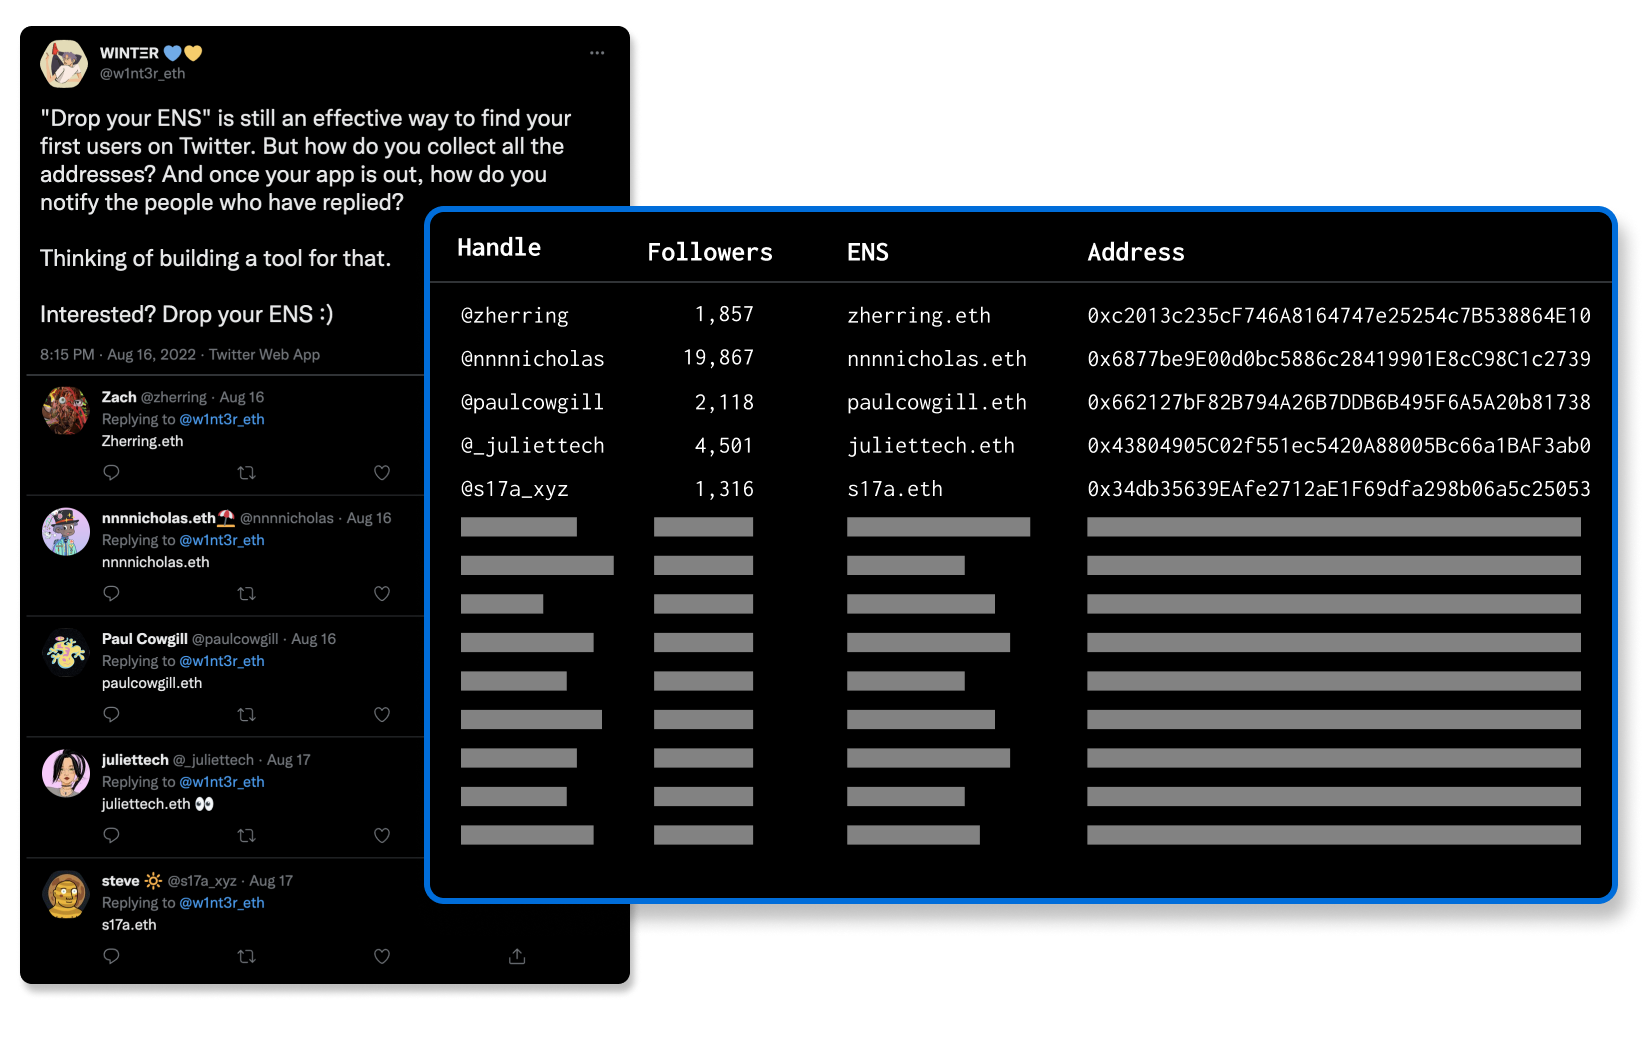 WINTΞR 💙💛
@w1nt3r_eth
"Drop your ENS" is still an effective way to find your
first users on Twitter. But how do you collect all the
addresses? And once your app is out, how do you
notify the people who have replied?
Thinking of building a tool for that.
Interested? Drop your ENS :)
8:15 PM · Aug 16, 2022 · Twitter Web App
Zach @zherring · Aug 16
Replying to @w1nt3r_eth
Zherring.eth
nnnnicholas.eth⛱️ @nnnnicholas · Aug 16
Replying to @w1nt3r_eth
nnnnicholas.eth
Paul Cowgill @paulcowgill · Aug 16
Replying to @w1nt3r_eth
paulcowgill.eth
juliettech @_juliettech · Aug 17
Replying to @w1nt3r_eth
juliettech.eth 👀
steve 🔆 @s17a_xyz · Aug 17
Replying to @w1nt3r_eth
s17a.eth
Handle Followers ENS Address
@zherring 1,857 zherring.eth 0xc2013c235cF746A8164747e25254c7B538864E10
@nnnnicholas 19,867 nnnnicholas.eth 0x6877be9E00d0bc5886c28419901E8cC98C1c2739
@paulcowgill 2,118 paulcowgill.eth 0x662127bF82B794A26B7DDB6B495F6A5A20b81738
@_juliettech 4,501 juliettech.eth 0x43804905C02f551ec5420A88005Bc66a1BAF3ab0
@s17a_xyz 1,316 s17a.eth 0x34db35639EAfe2712aE1F69dfa298b06a5c25053